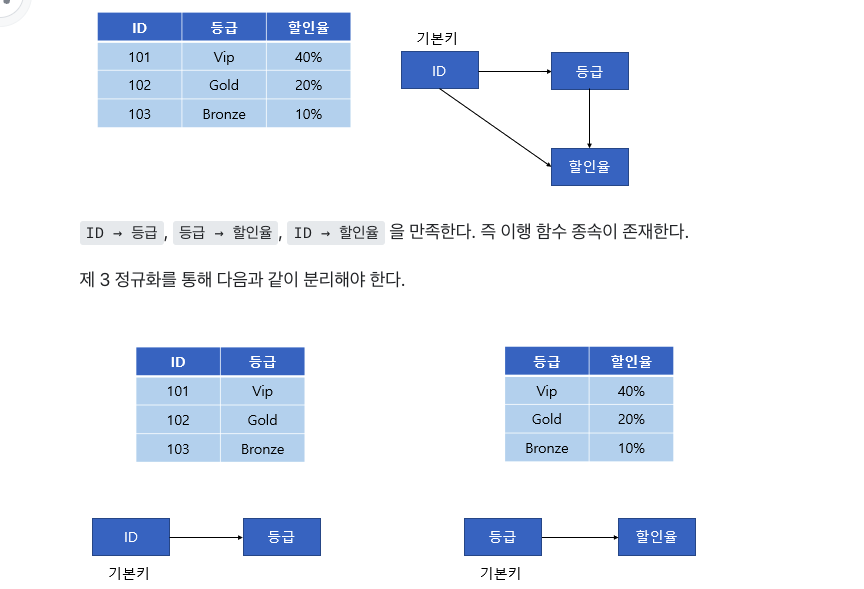 ID 등급 할인율
101 Vip 40%
102 Gold 20%
103 Bronze 10%
기본키
ID
등급
할인율
ID → 등급, 등급 → 할인율, ID → 할인율 을 만족한다. 즉 이행 함수 종속이 존재한다.
제 3 정규화를 통해 다음과 같이 분리해야 한다.
ID 등급
101 Vip
102 Gold
103 Bronze
등급 할인율
Vip 40%
Gold 20%
Bronze 10%
ID 등급
기본키
등급 할인율
기본키